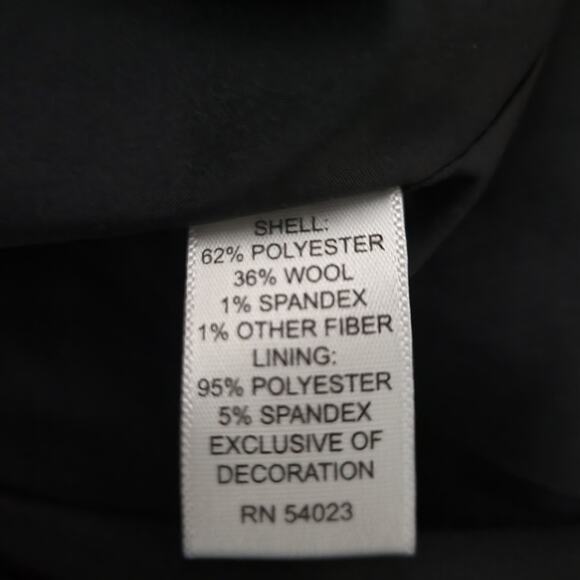 SHELL:
62% POLYESTER
36% WOOL
1% SPANDEX
1% OTHER FIBER
LINING:
95% POLYESTER
5% SPANDEX
EXCLUSIVE OF
DECORATION
RN 54023